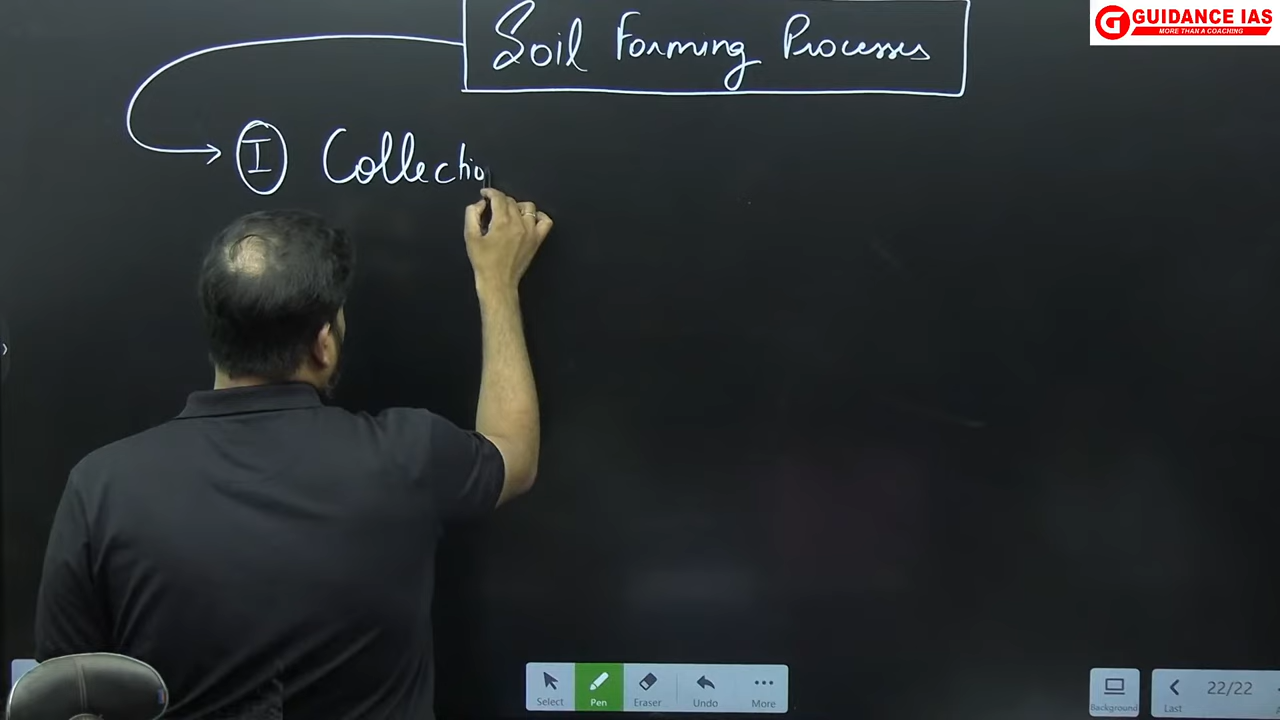 GUIDANCE IAS
MORE THAN A COACHING
Soil Forming Processes
I Collectio
Select Pen Eraser Undo More
Background
Last 22/22